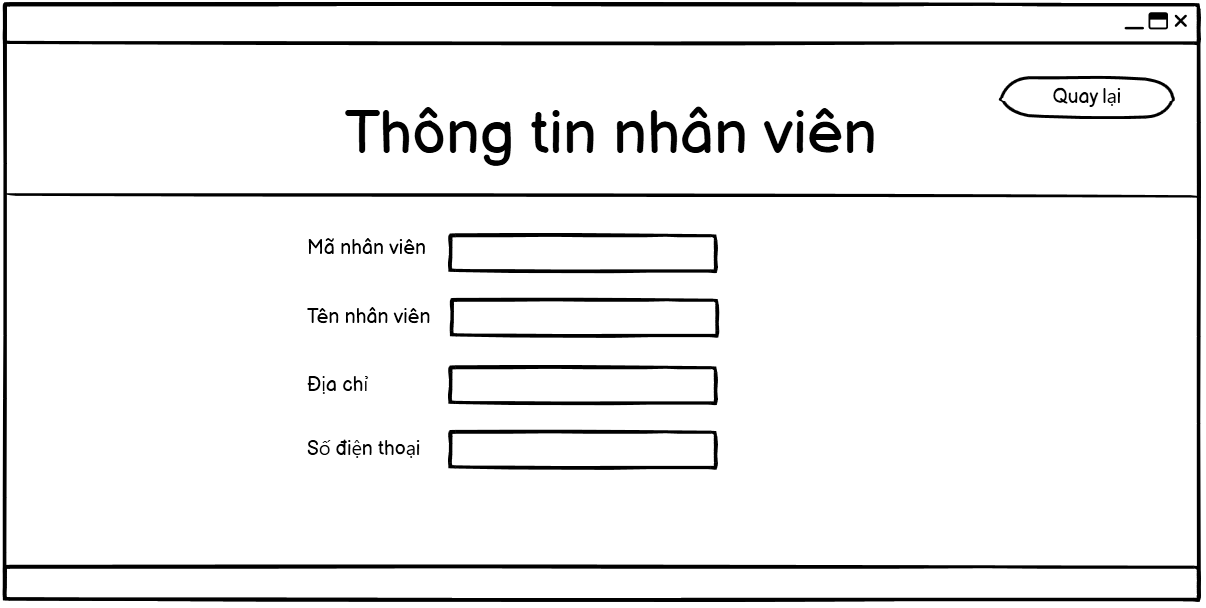 Quay lại
Thông tin nhân viên
Mã nhân viên
Tên nhân viên
Địa chỉ
Số điện thoại